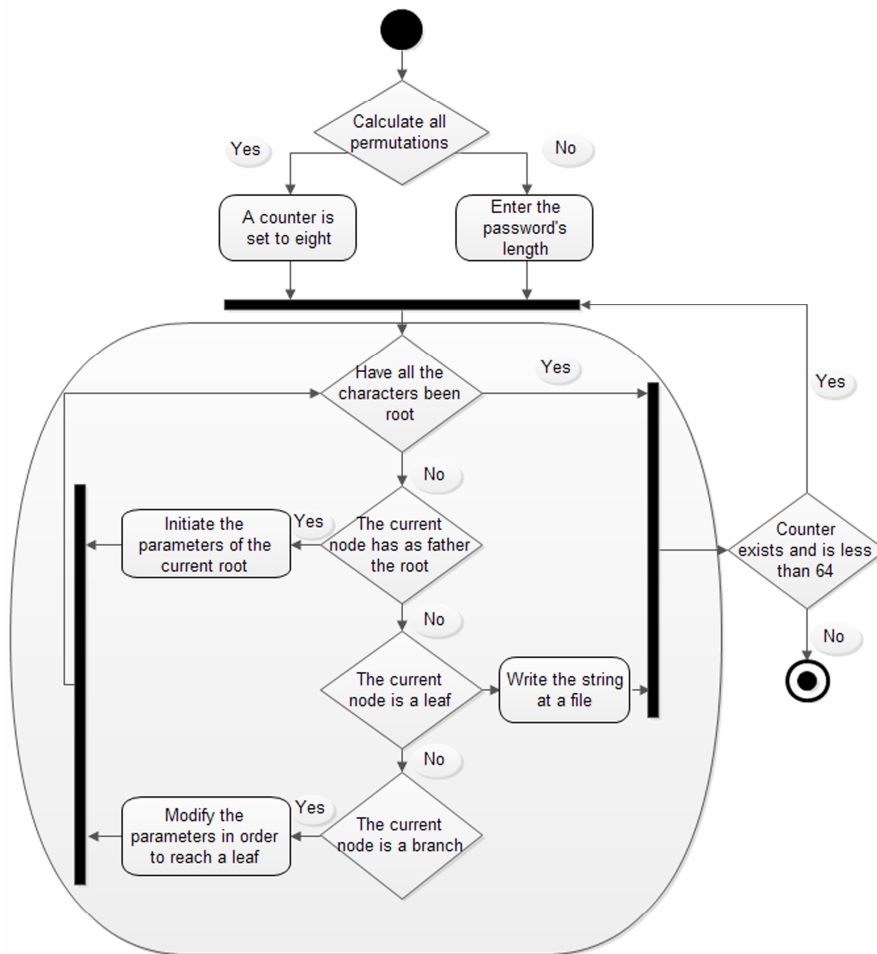 Calculate all
permutations
Yes
No
A counter is
set to eight
Enter the
password's
length
Have all the
characters been
root
Yes
Yes
No
Initiate the
parameters of the
current root
Yes
The current
node has as father
the root
Counter
exists and is less
than 64
No
No
The current
node is a leaf
Write the string
at a file
No
Modify the
parameters in order
to reach a leaf
Yes
The current
node is a branch